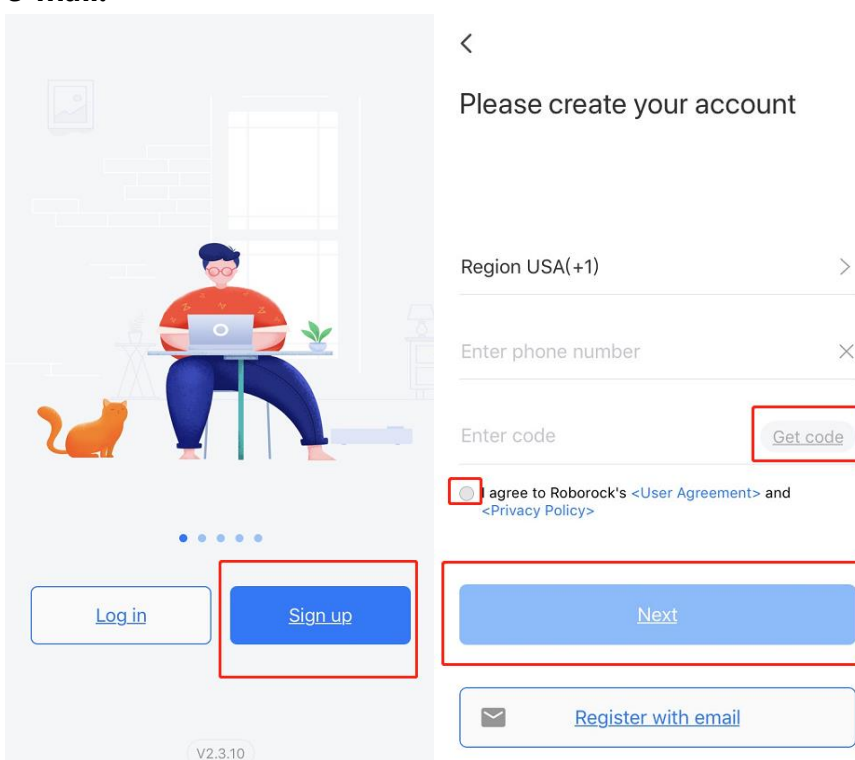 Log in
Sign up
V2.3.10
Please create your account
Region USA(+1)
Enter phone number
Enter code
Get code
I agree to Roborock's <User Agreement> and
<Privacy Policy>
Next
Register with email